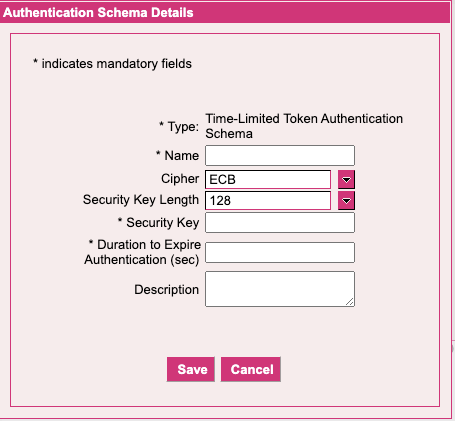 Authentication Schema Details
* indicates mandatory fields
* Type: Time-Limited Token Authentication
Schema
* Name
Cipher ECB
Security Key Length 128
* Security Key
* Duration to Expire
Authentication (sec)
Description
Save Cancel